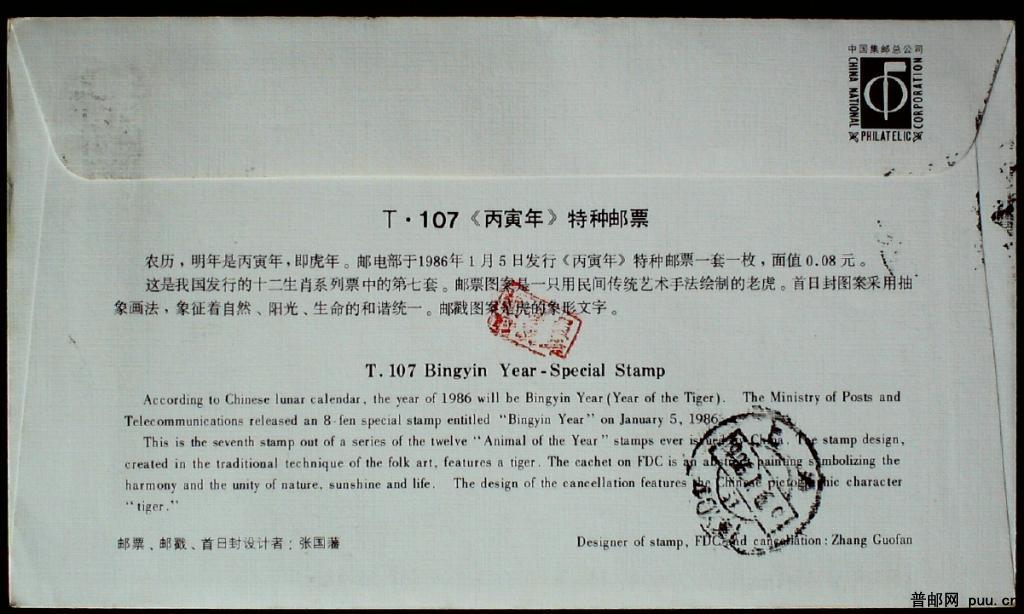 中国集邮总公司
CHINA NATIONAL
PHILATELIC
CORPORATION
T·107《丙寅年》特种邮票
农历，明年是丙寅年，即虎年。邮电部于1986年1月5日发行《丙寅年》特种邮票一套一枚，面值0.08元。
这是我国发行的十二生肖系列票中的第七套。邮票图案是一只用民间传统艺术手法绘制的老虎。首日封图案采用抽
象画法，象征着自然、阳光、生命的和谐统一。邮戳图案是虎的象形文字。
T. 107 Bingyin Year-Special Stamp
According to Chinese lunar calendar, the year of 1986 will be Bingyin Year (Year of the Tiger). The Ministry of Posts and
Telecommunications released an 8-fen special stamp entitled "Bingyin Year" on January 5, 1986.
This is the seventh stamp out of a series of the twelve "Animal of the Year" stamps ever issued by China. The stamp design,
created in the traditional technique of the folk art, features a tiger. The cachet on FDC is an abstract painting symbolizing the
harmony and the unity of nature, sunshine and life. The design of the cancellation features the Chinese pictographic character
"tiger."
邮票、邮戳、首日封设计者：张国藩
Designer of stamp, FDC and cancellation: Zhang Guofan
普邮网 puu.cn